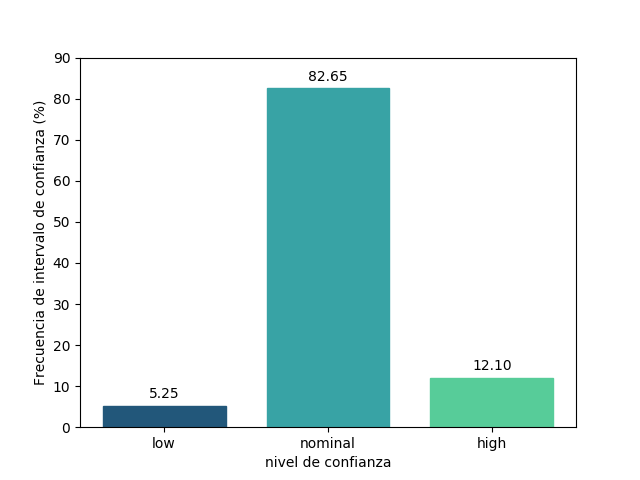 Frecuencia de intervalo de confianza (%)
90
80
70
60
50
40
30
20
10
0
5.25
82.65
12.10
low
nominal
high
nivel de confianza